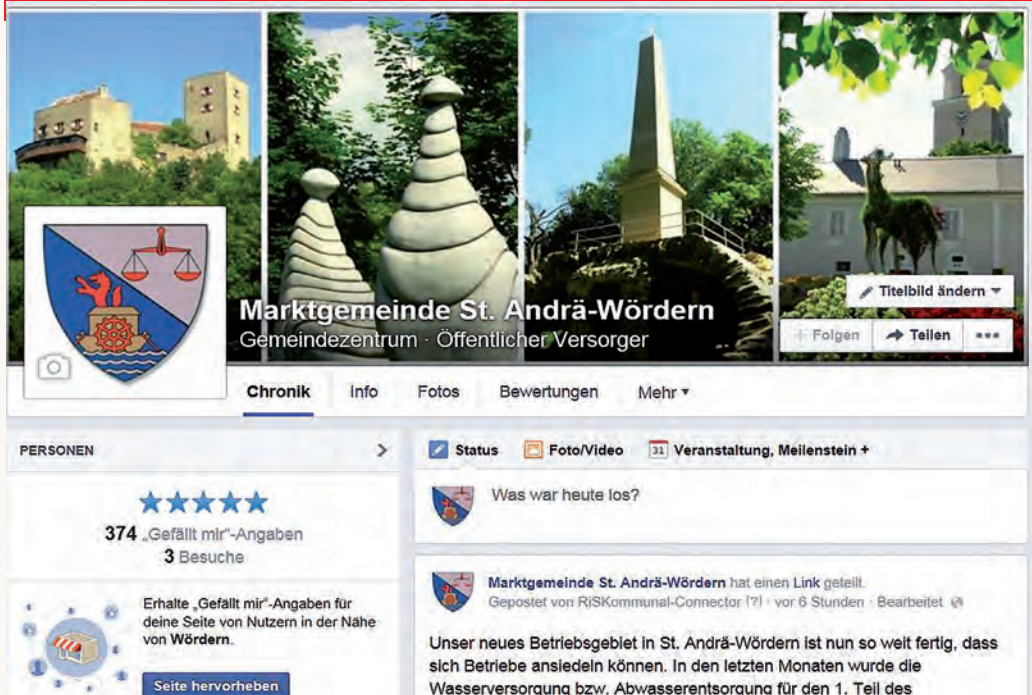 Marktgemeinde St. Andrä-Wördern
Gemeindezentrum · Öffentlicher Versorger
Titelbild ändern
+ Folgen
Teilen
Chronik
Info
Fotos
Bewertungen
Mehr
PERSONEN
374 „Gefällt mir"-Angaben
3 Besuche
Erhalte „Gefällt mir"-Angaben für
deine Seite von Nutzern in der Nähe
von Wördern.
Seite hervorheben
Status
Foto/Video
31 Veranstaltung, Meilenstein +
Was war heute los?
Marktgemeinde St. Andrä-Wördern hat einen Link geteilt.
Gepostet von RiSKommunal-Connector [?] · vor 6 Stunden · Bearbeitet
Unser neues Betriebsgebiet in St. Andrä-Wördern ist nun so weit fertig, dass
sich Betriebe ansiedeln können. In den letzten Monaten wurde die
Wasserversorgung bzw. Abwasserentsorgung für den 1. Teil des